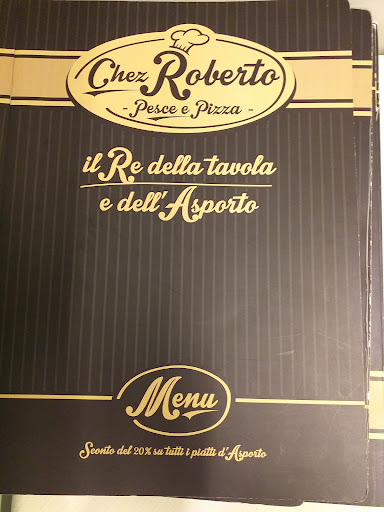 Chez Roberto
- Pesce e Pizza -
il Re della tavola
e dell'Asporto
Menu
Sconto del 20% su tutti i piatti d'Asporto